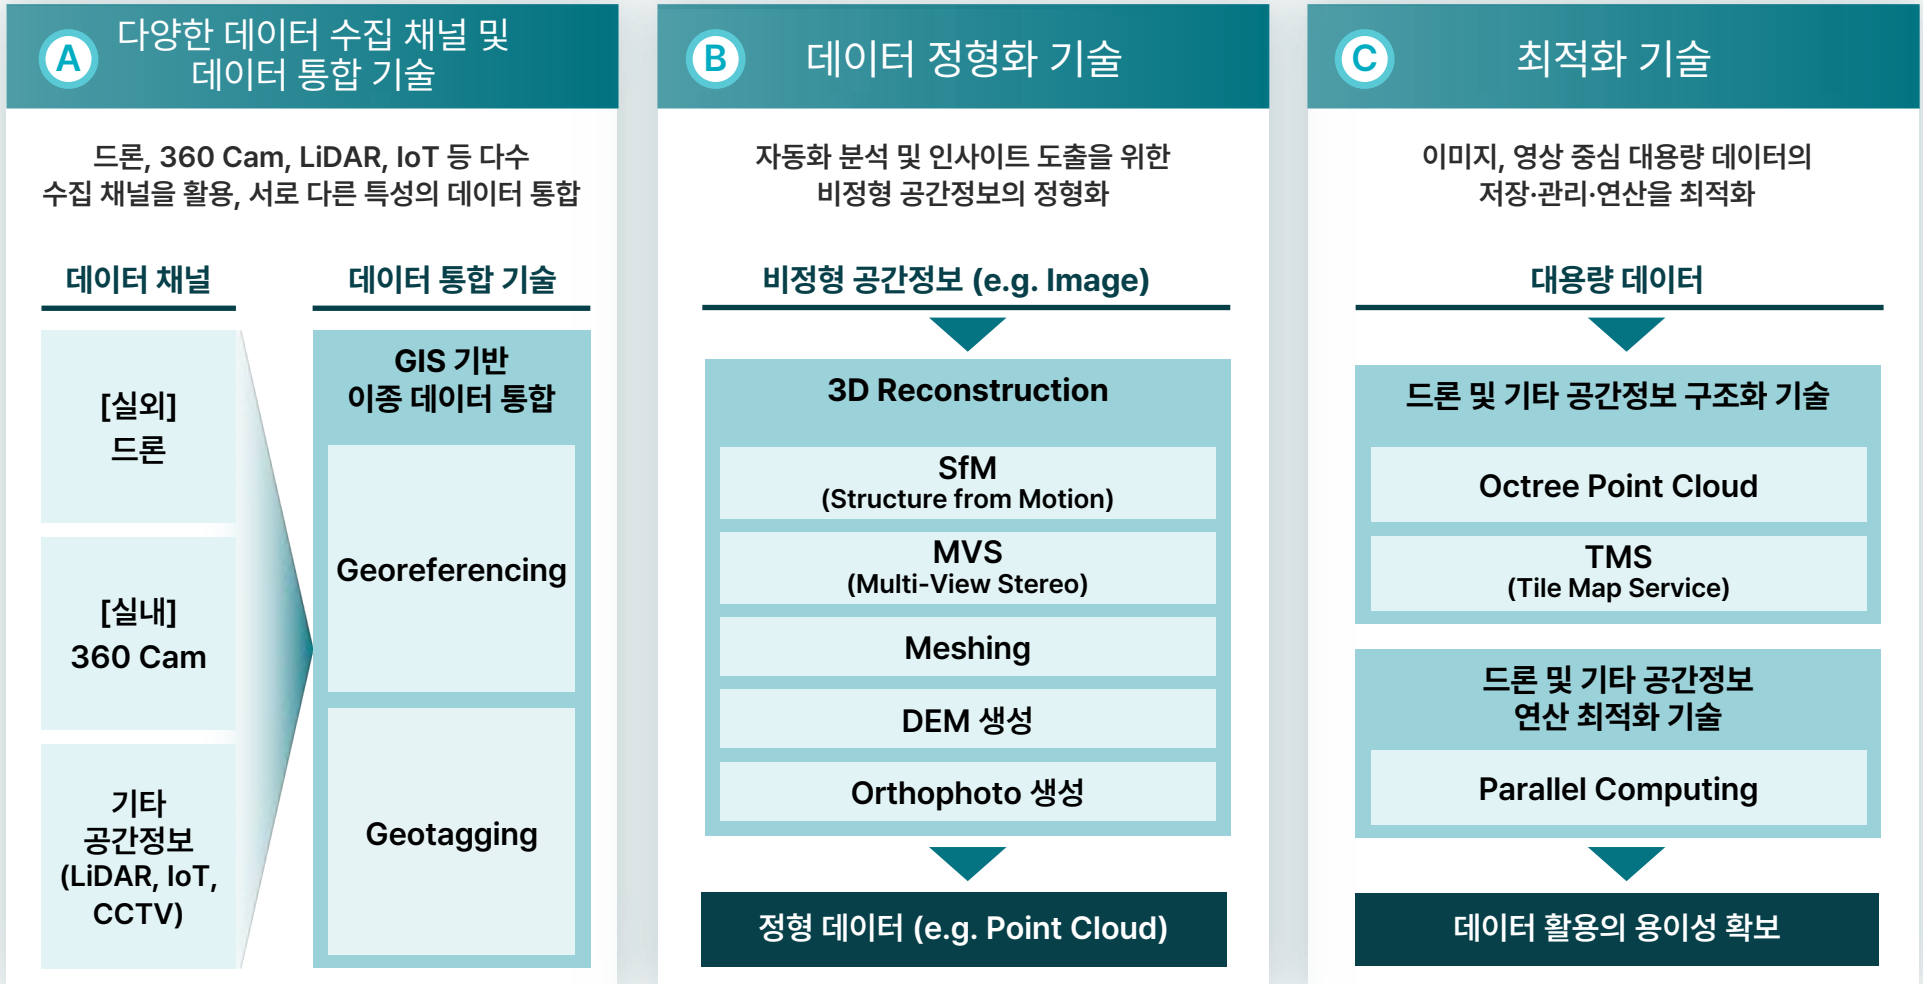 A
다양한 데이터 수집 채널 및
데이터 통합 기술
드론, 360 Cam, LiDAR, IoT 등 다수
수집 채널을 활용, 서로 다른 특성의 데이터 통합
데이터 채널
[실외]
드론
[실내]
360 Cam
기타
공간정보
(LiDAR, IoT,
CCTV)
데이터 통합 기술
GIS 기반
이종 데이터 통합
Georeferencing
Geotagging
B
데이터 정형화 기술
자동화 분석 및 인사이트 도출을 위한
비정형 공간정보의 정형화
비정형 공간정보 (e.g. Image)
3D Reconstruction
SfM
(Structure from Motion)
MVS
(Multi-View Stereo)
Meshing
DEM 생성
Orthophoto 생성
정형 데이터 (e.g. Point Cloud)
C
최적화 기술
이미지, 영상 중심 대용량 데이터의
저장·관리·연산을 최적화
대용량 데이터
드론 및 기타 공간정보 구조화 기술
Octree Point Cloud
TMS
(Tile Map Service)
드론 및 기타 공간정보
연산 최적화 기술
Parallel Computing
데이터 활용의 용이성 확보